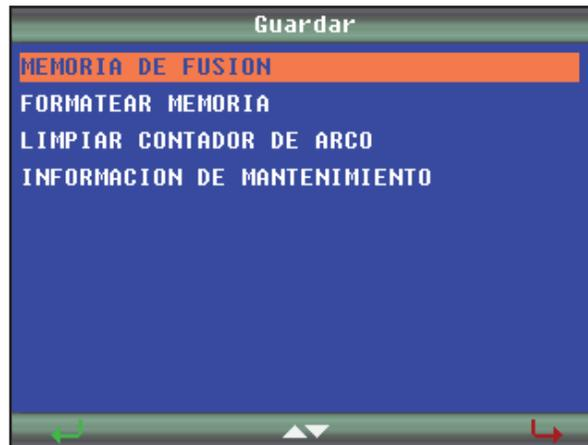 Guardar
MEMORIA DE FUSION
FORMATEAR MEMORIA
LIMPIAR CONTADOR DE ARCO
INFORMACION DE MANTENIMIENTO